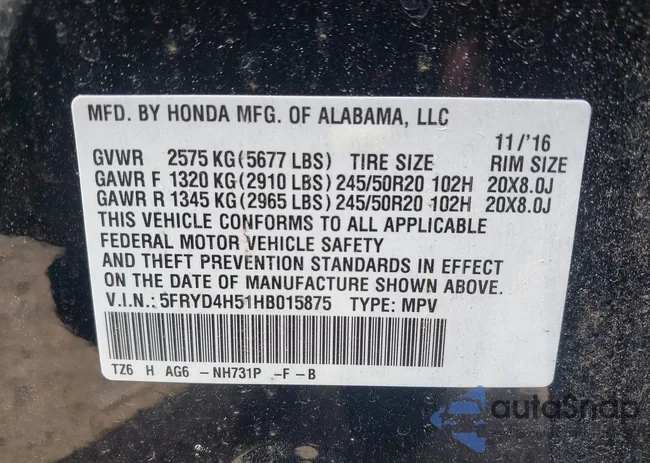 MFD. BY HONDA MFG. OF ALABAMA, LLC
11/'16
GVWR 2575 KG(5677 LBS) TIRE SIZE RIM SIZE
GAWR F 1320 KG(2910 LBS) 245/50R20 102H 20X8.0J
GAWR R 1345 KG(2965 LBS) 245/50R20 102H 20X8.0J
THIS VEHICLE CONFORMS TO ALL APPLICABLE
FEDERAL MOTOR VEHICLE SAFETY
AND THEFT PREVENTION STANDARDS IN EFFECT
ON THE DATE OF MANUFACTURE SHOWN ABOVE.
V.I.N.: 5FRYD4H51HB015875 TYPE: MPV
TZ6 H AG6 -NH731P -F -B
autoSnap